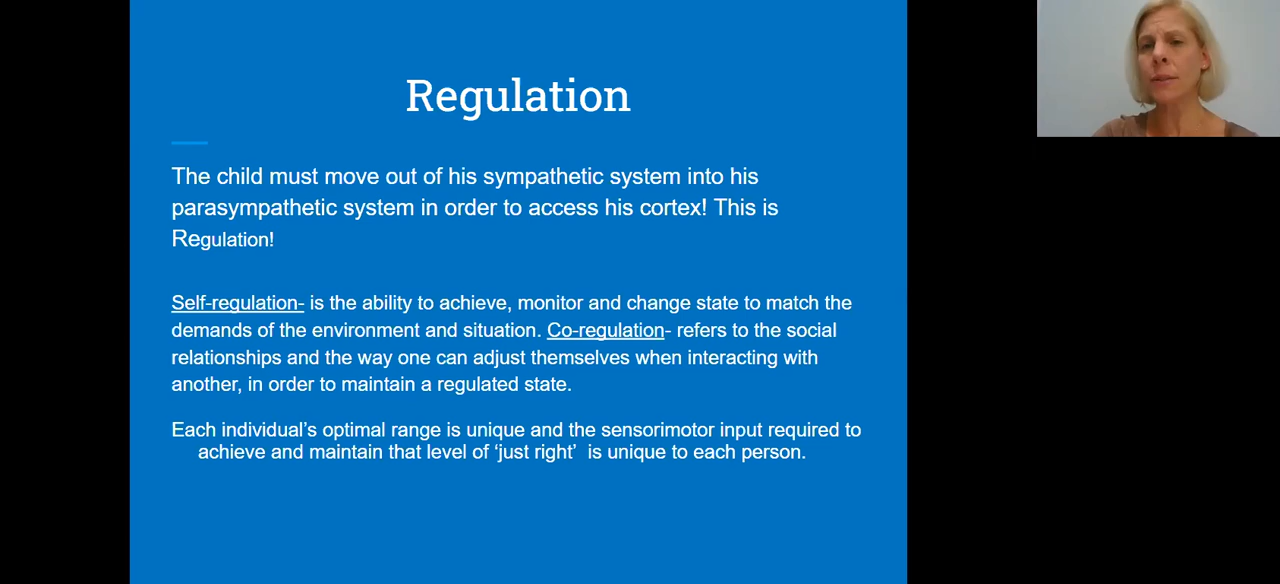 Regulation
The child must move out of his sympathetic system into his
parasympathetic system in order to access his cortex! This is
Regulation!
Self-regulation- is the ability to achieve, monitor and change state to match the
demands of the environment and situation. Co-regulation- refers to the social
relationships and the way one can adjust themselves when interacting with
another, in order to maintain a regulated state.
Each individual’s optimal range is unique and the sensorimotor input required to
achieve and maintain that level of ‘just right’  is unique to each person.